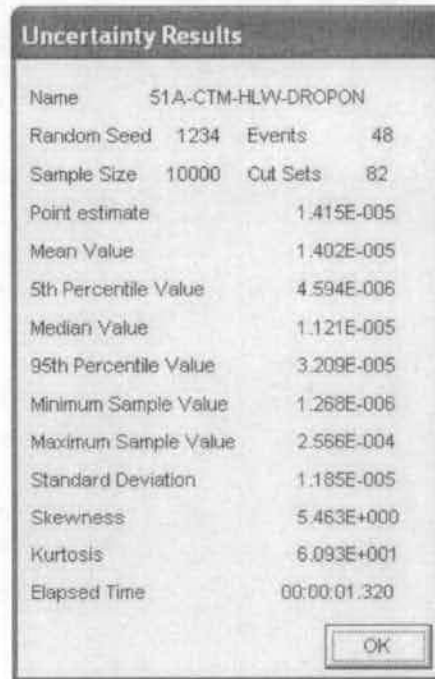 Uncertainty Results
Name 51A-CTM-HLW-DROPON
Random Seed 1234 Events 48
Sample Size 10000 Cut Sets 82
Point estimate 1.415E-005
Mean Value 1.402E-005
5th Percentile Value 4.594E-006
Median Value 1.121E-005
95th Percentile Value 3.209E-005
Minimum Sample Value 1.268E-006
Maximum Sample Value 2.566E-004
Standard Deviation 1.185E-005
Skewness 5.463E+000
Kurtosis 6.093E+001
Elapsed Time 00:00:01.320
OK